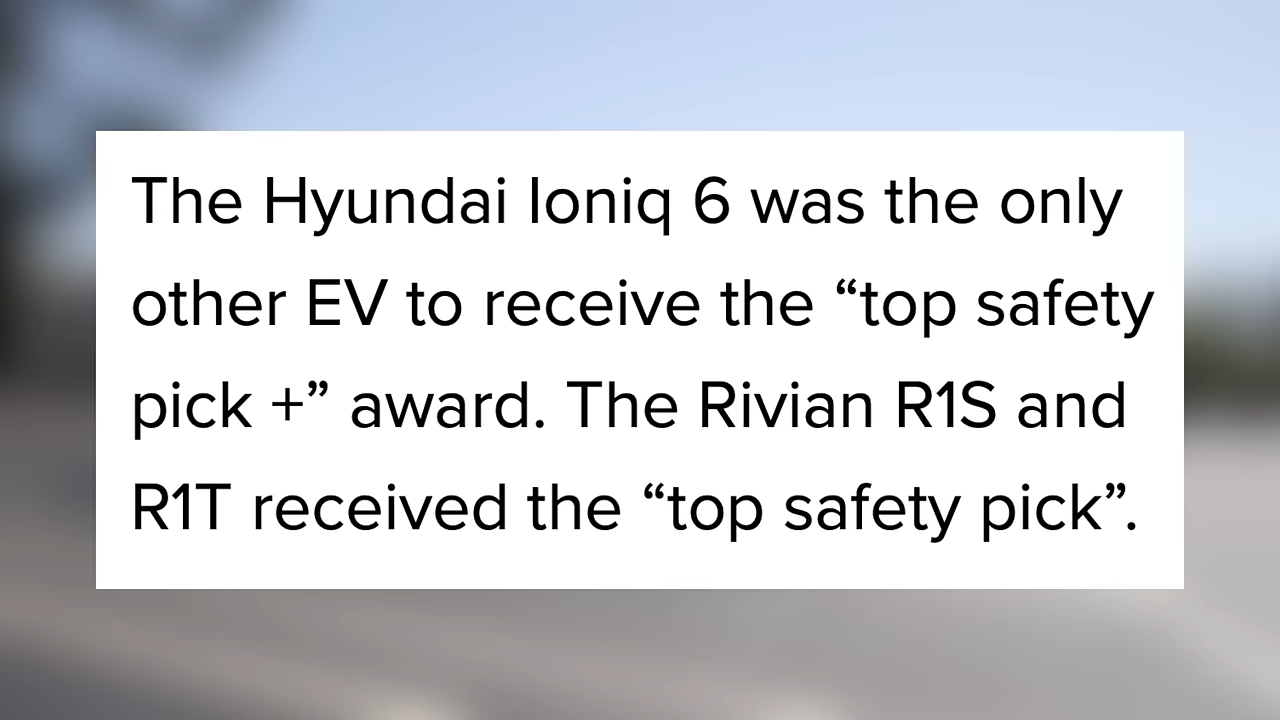 The Hyundai Ioniq 6 was the only
other EV to receive the “top safety
pick +” award. The Rivian R1S and
R1T received the “top safety pick”.